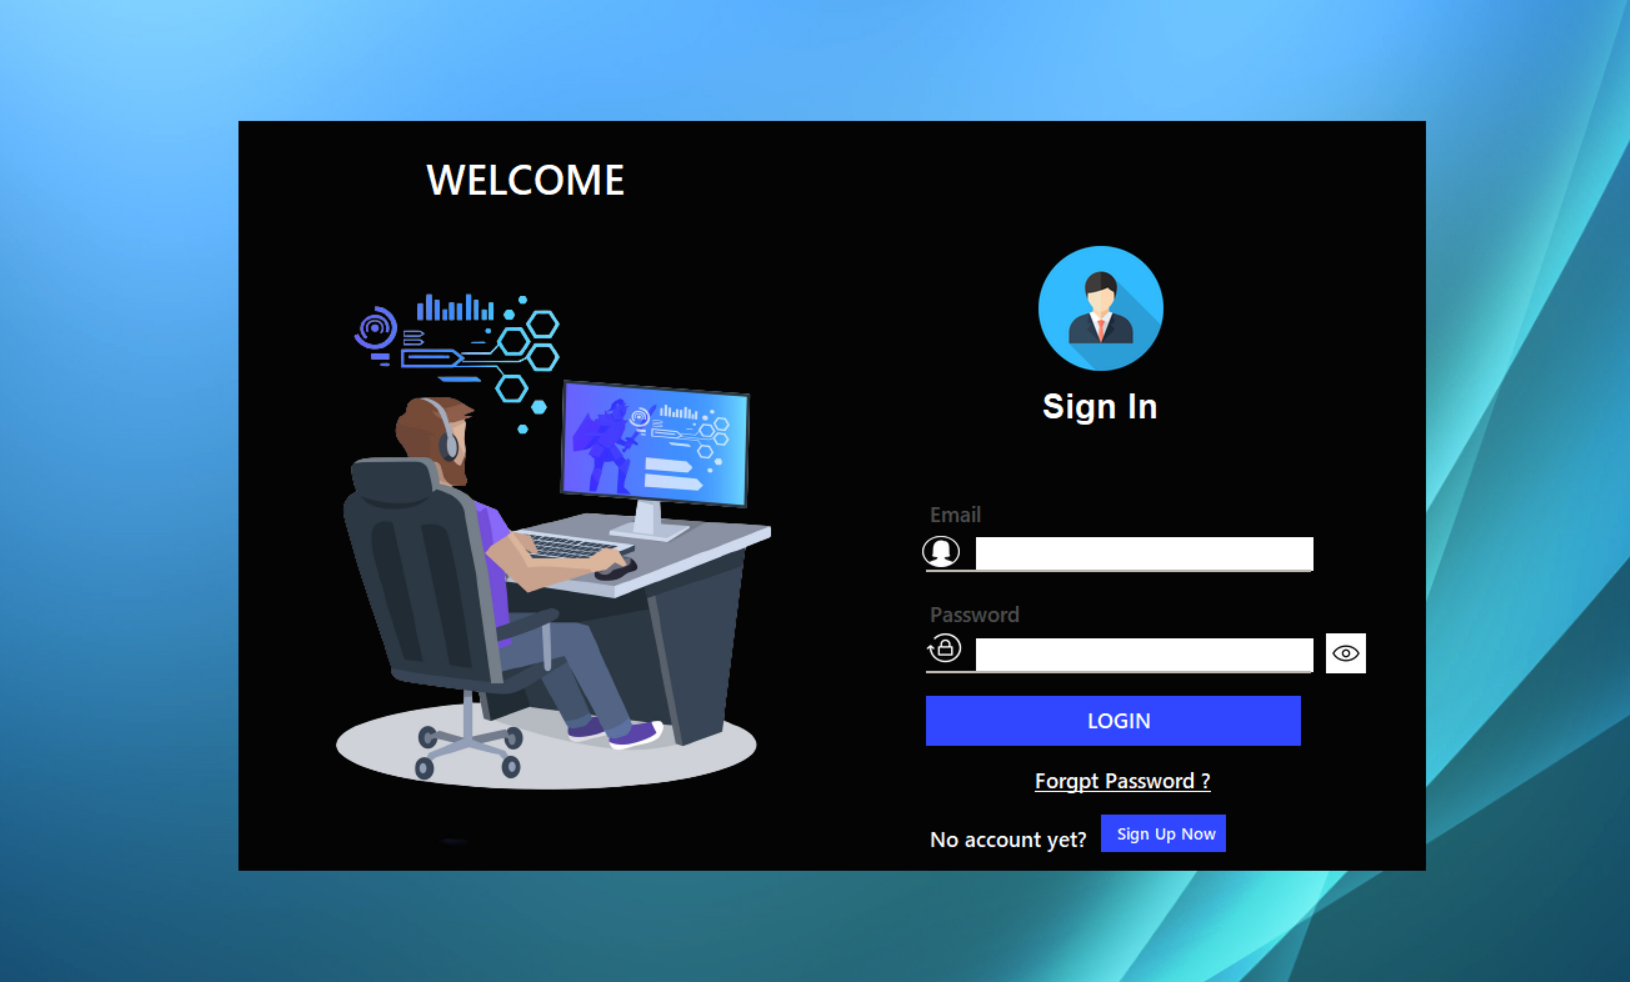 WELCOME
Sign In
Email
Password
LOGIN
Forgpt Password ?
No account yet?
Sign Up Now